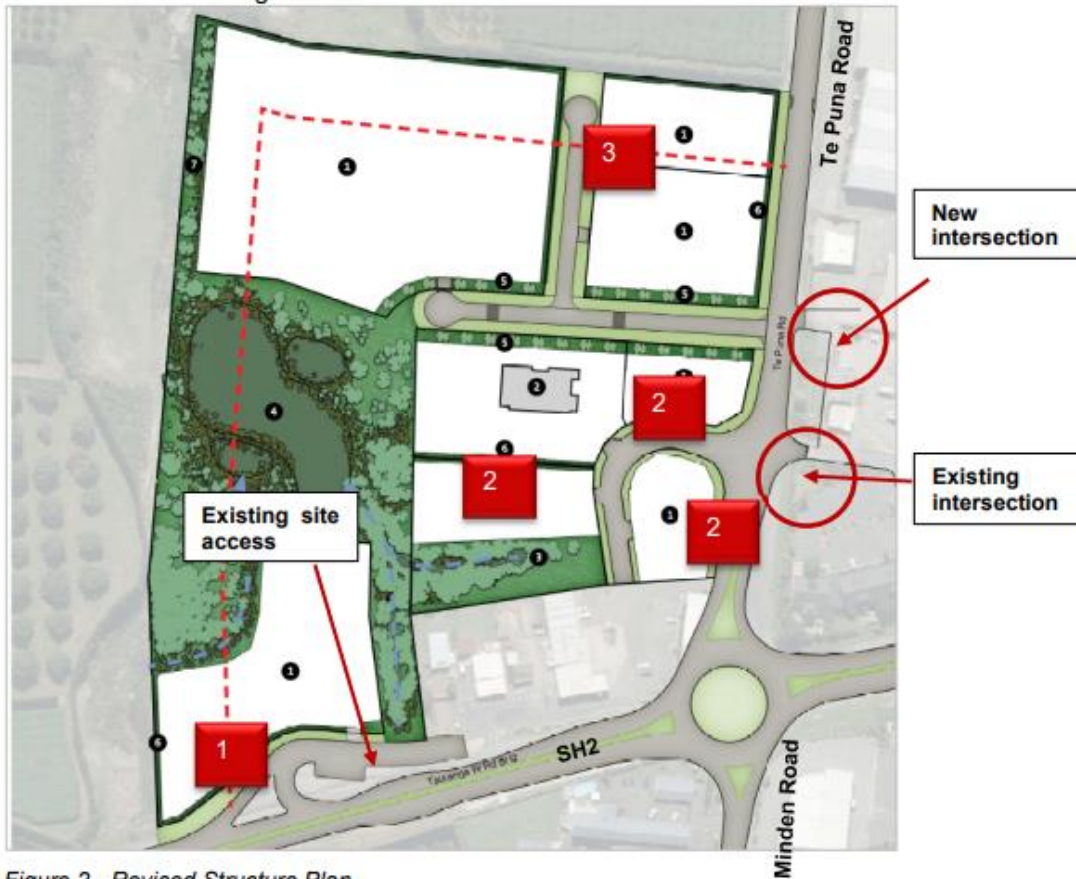 Te Puna Road
7
1
1
3
1
6
New
intersection
5
5
Te Puna Rd
2
2
4
6
2
Existing
intersection
1
2
Existing site
access
3
1
6
1
SH2
Minden Road
Figure 2 - Revised Structure Plan